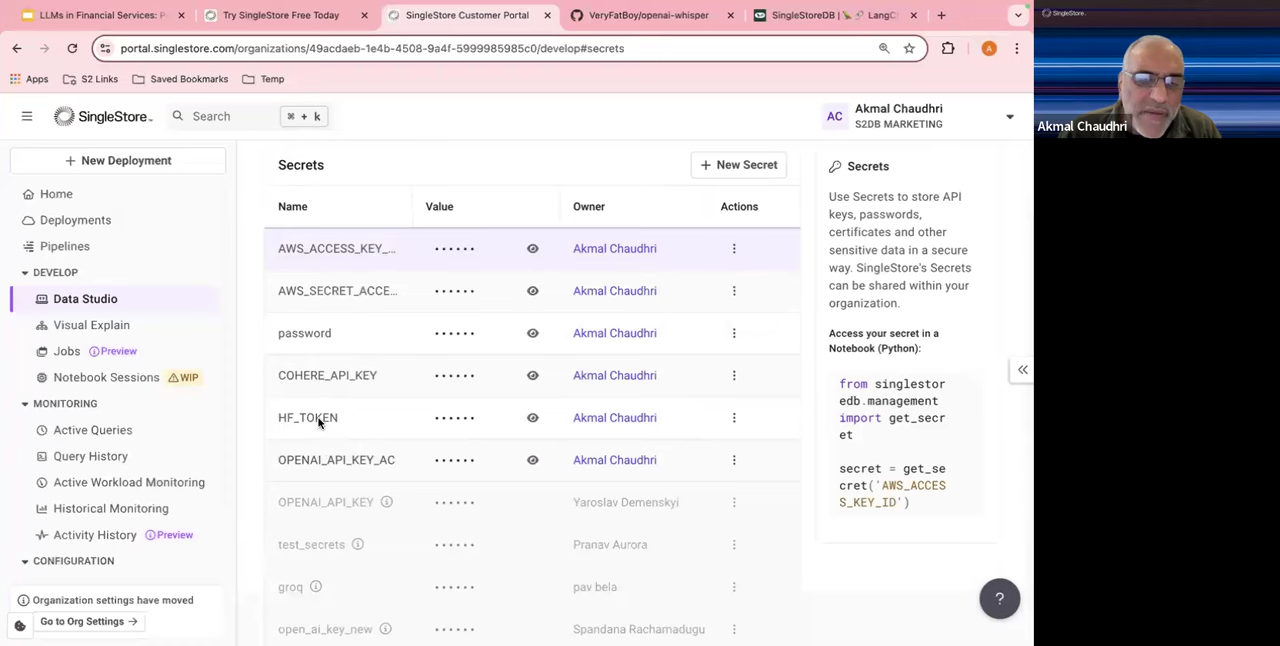 LLMs in Financial Services: P
Try SingleStore Free Today
SingleStore Customer Portal
VeryFatBoy/openai-whisper
SingleStoreDB | 🦜️🔗 LangC
portal.singlestore.com/organizations/49acdaeb-1e4b-4508-9a4f-5999985985c0/develop#secrets
A
Apps
S2 Links
Saved Bookmarks
Temp
SingleStore
Search
⌘ + k
AC
Akmal Chaudhri
S2DB MARKETING
+ New Deployment
Home
Deployments
Pipelines
DEVELOP
Data Studio
Visual Explain
Jobs Preview
Notebook Sessions WIP
MONITORING
Active Queries
Query History
Active Workload Monitoring
Historical Monitoring
Activity History Preview
CONFIGURATION
Organization settings have moved
Go to Org Settings →
Secrets
+ New Secret
Name Value Owner Actions
AWS_ACCESS_KEY_... •••••• Akmal Chaudhri
AWS_SECRET_ACCE... •••••• Akmal Chaudhri
password •••••• Akmal Chaudhri
COHERE_API_KEY •••••• Akmal Chaudhri
HF_TOKEN •••••• Akmal Chaudhri
OPENAI_API_KEY_AC •••••• Akmal Chaudhri
OPENAI_API_KEY •••••• Yaroslav Demenskyi
test_secrets •••••• Pranav Aurora
groq •••••• pav bela
open_ai_key_new •••••• Spandana Rachamadugu
Secrets
Use Secrets to store API
keys, passwords,
certificates and other
sensitive data in a secure
way. SingleStore's Secrets
can be shared within your
organization.
Access your secret in a
Notebook (Python):
from singlestor
edb.management
import get_secr
et
secret = get_se
cret('AWS_ACCES
S_KEY_ID')
?
SingleStore
Akmal Chaudhri